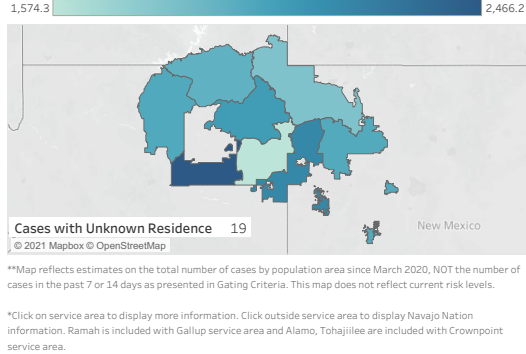 1,574.3 2,466.2
New Mexico
Cases with Unknown Residence 19
© 2021 Mapbox © OpenStreetMap
**Map reflects estimates on the total number of cases by population area since March 2020, NOT the number of
cases in the past 7 or 14 days as presented in Gating Criteria. This map does not reflect current risk levels.
*Click on service area to display more information. Click outside service area to display Navajo Nation
information. Ramah is included with Gallup service area and Alamo, Tohajiilee are included with Crownpoint
service area.